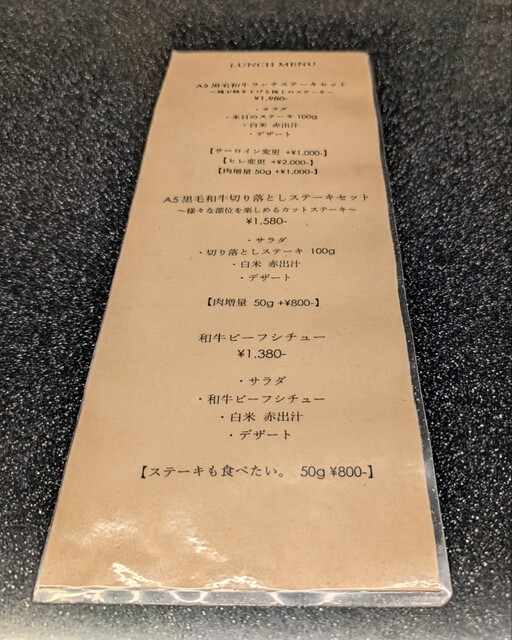 LUNCH MENU
A5黒毛和牛ランチステーキセット
¥1,980-
・サラダ
・本日のステーキ 100g
・白米 赤出汁
・デザート
【サーロイン変更 +¥1,000-】
【ヒレ変更 +¥2,000-】
【肉増量 50g +¥1,000-】
A5黒毛和牛切り落としステーキセット
〜様々な部位を楽しめるカットステーキ〜
¥1,580-
・サラダ
・切り落としステーキ 100g
・白米 赤出汁
・デザート
【肉増量 50g +¥800-】
和牛ビーフシチュー
¥1,380-
・サラダ
・和牛ビーフシチュー
・白米 赤出汁
・デザート
【ステーキも食べたい。 50g ¥800-】